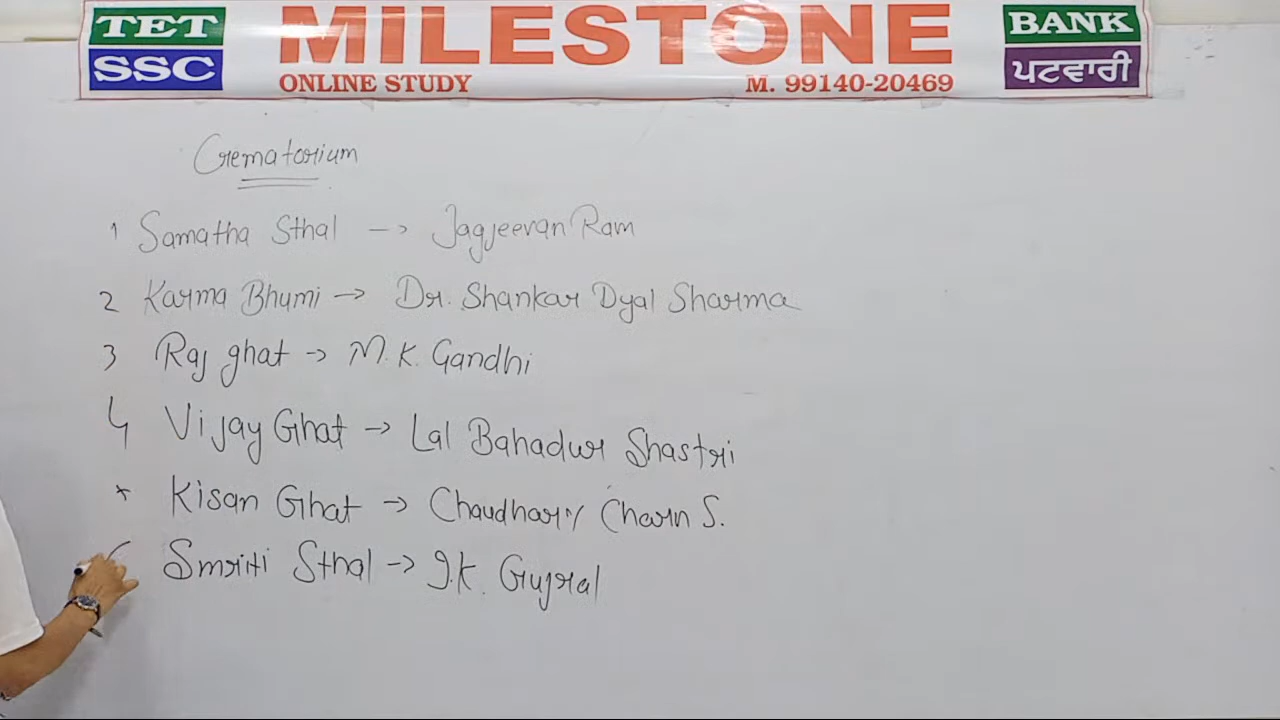 TET
SSC
MILESTONE
ONLINE STUDY M. 99140-20469
BANK
ਪਟਵਾਰੀ
Crematorium
1 Samatha Sthal -> Jagjeevan Ram
2 Karma Bhumi -> Dr. Shankar Dyal Sharma
3 Raj ghat -> M.K. Gandhi
4 Vijay Ghat -> Lal Bahadur Shastri
* Kisan Ghat -> Chaudhary Charn S.
Smriti Sthal -> I.K. Gujral